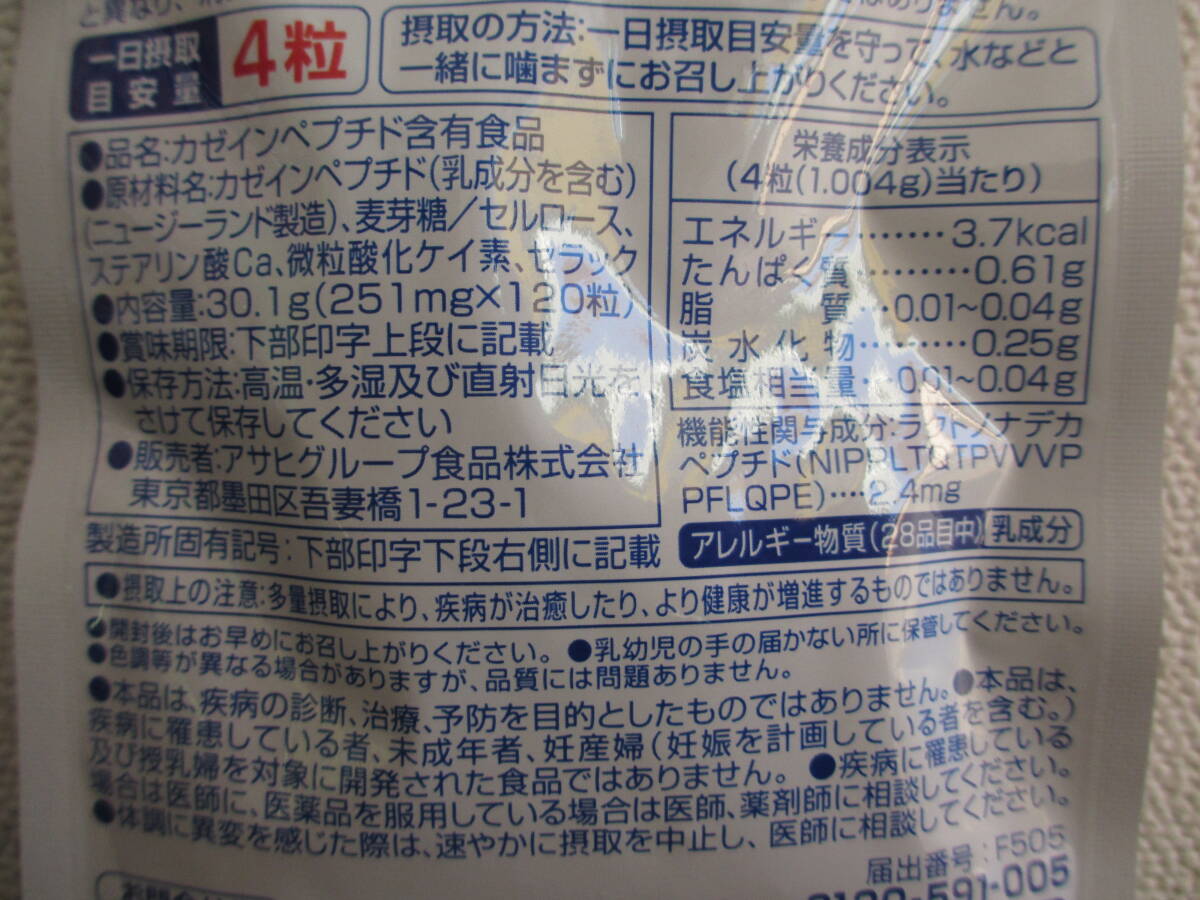 一日摂取
目安量
4粒
摂取の方法:一日摂取目安量を守って、水などと
一緒に噛まずにお召し上がりください。
●品名:カゼインペプチド含有食品
●原材料名:カゼインペプチド(乳成分を含む)
(ニュージーランド製造)、麦芽糖/セルロース、
ステアリン酸Ca、微粒酸化ケイ素、セラック
●内容量:30.1g(251mg×120粒)
●賞味期限:下部印字上段に記載
●保存方法:高温・多湿及び直射日光を
さけて保存してください
●販売者:アサヒグループ食品株式会社
東京都墨田区吾妻橋1-23-1
製造所固有記号:下部印字下段右側に記載
栄養成分表示
(4粒(1.004g)当たり)
エネルギー……3.7kcal
たんぱく質………0.61g
脂質…0.01~0.04g
炭水化物………0.25g
食塩相当量…0.01~0.04g
機能性関与成分:ラクトノナデカ
ペプチド(NIPPLTQTPVVVP
PFLQPE)…2.4mg
アレルギー物質(28品目中) 乳成分
●摂取上の注意:多量摂取により、疾病が治癒したり、より健康が増進するものではありません。
●開封後はお早めにお召し上がりください。 ●乳幼児の手の届かない所に保管してください。
●色調等が異なる場合がありますが、品質には問題ありません。
●本品は、疾病の診断、治療、予防を目的としたものではありません。●本品は、
疾病に罹患している者、未成年者、妊産婦(妊娠を計画している者を含む。)
及び授乳婦を対象に開発された食品ではありません。 ●疾病に罹患している
場合は医師に、医薬品を服用している場合は医師、薬剤師に相談してください。
●体調に異変を感じた際は、速やかに摂取を中止し、医師に相談してください。
届出番号:F505